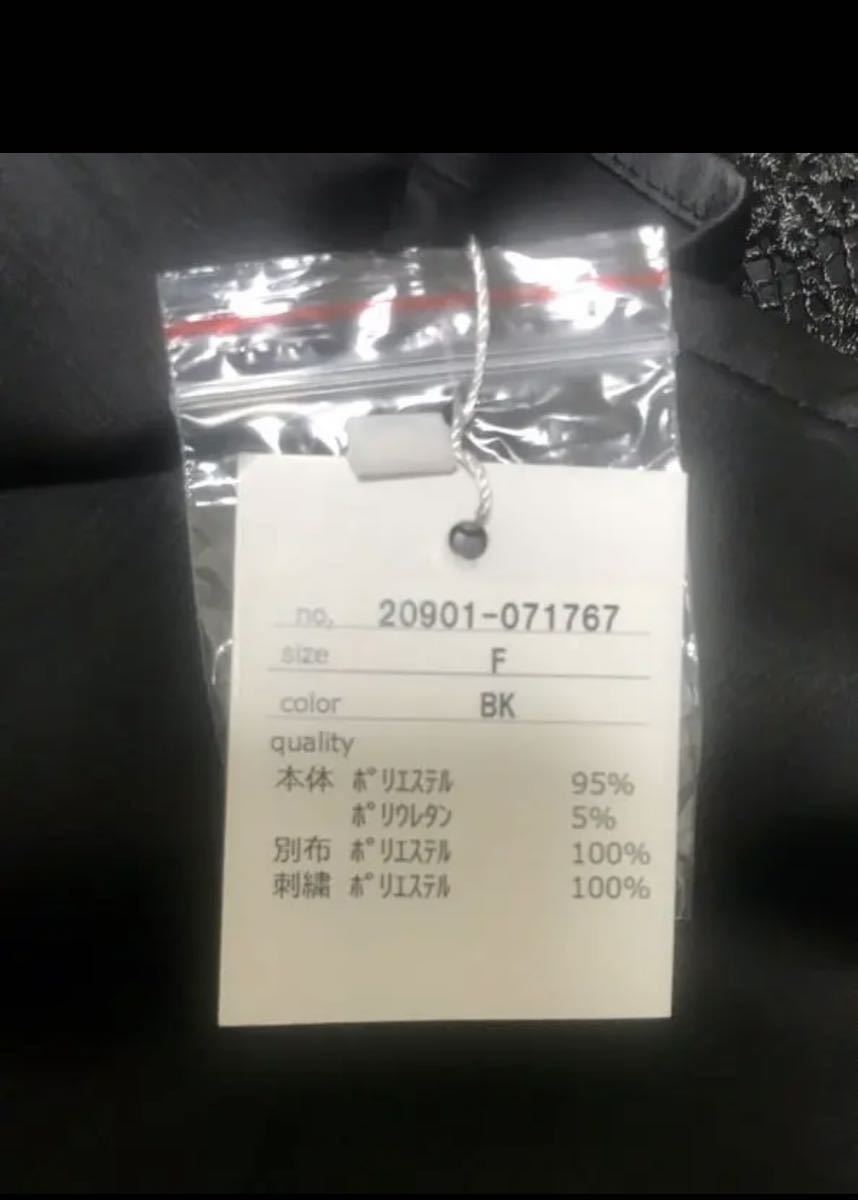 no, 20901-071767
size F
color BK
quality
本体 ﾎﾟﾘｴｽﾃﾙ 95%
ﾎﾟﾘｳﾚﾀﾝ 5%
別布 ﾎﾟﾘｴｽﾃﾙ 100%
刺繍 ﾎﾟﾘｴｽﾃﾙ 100%